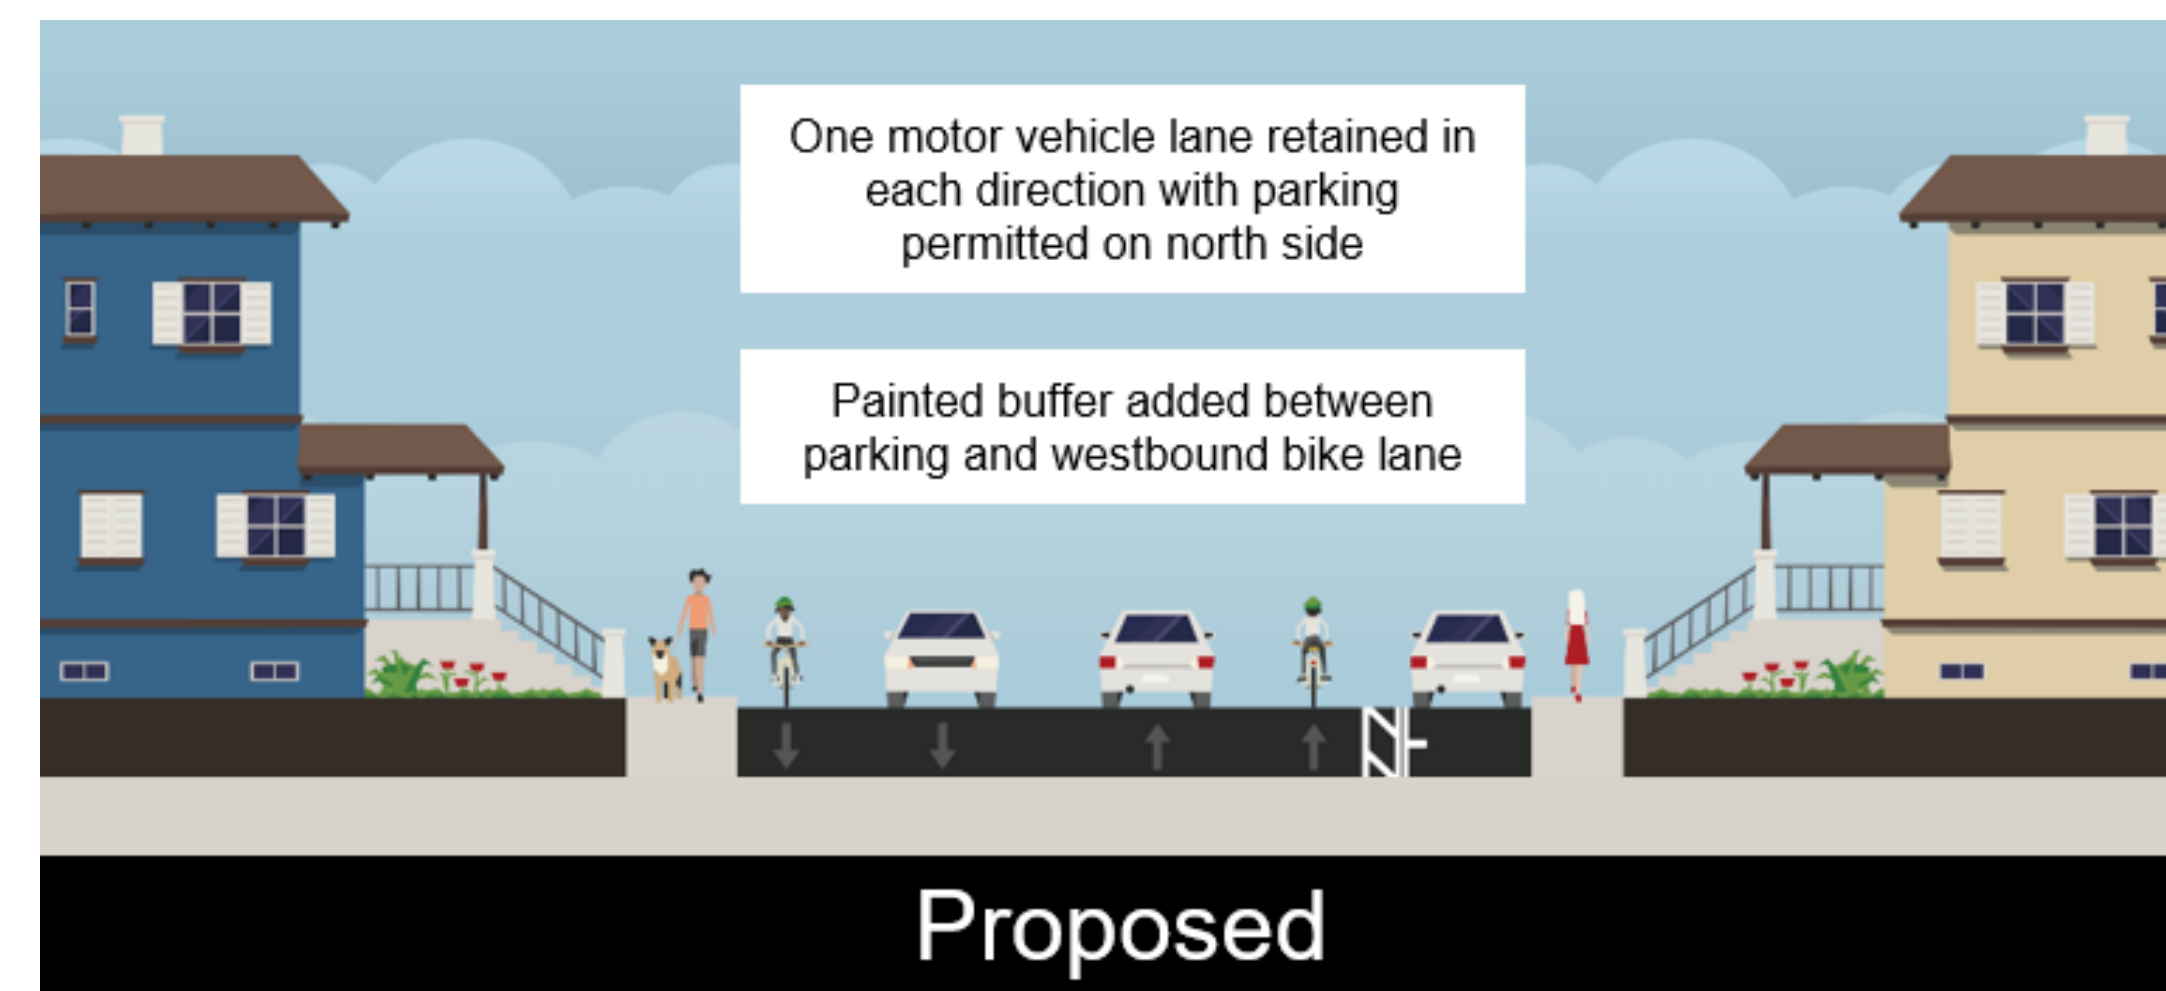 One motor vehicle lane retained in
each direction with parking
permitted on north side
Painted buffer added between
parking and westbound bike lane
Proposed